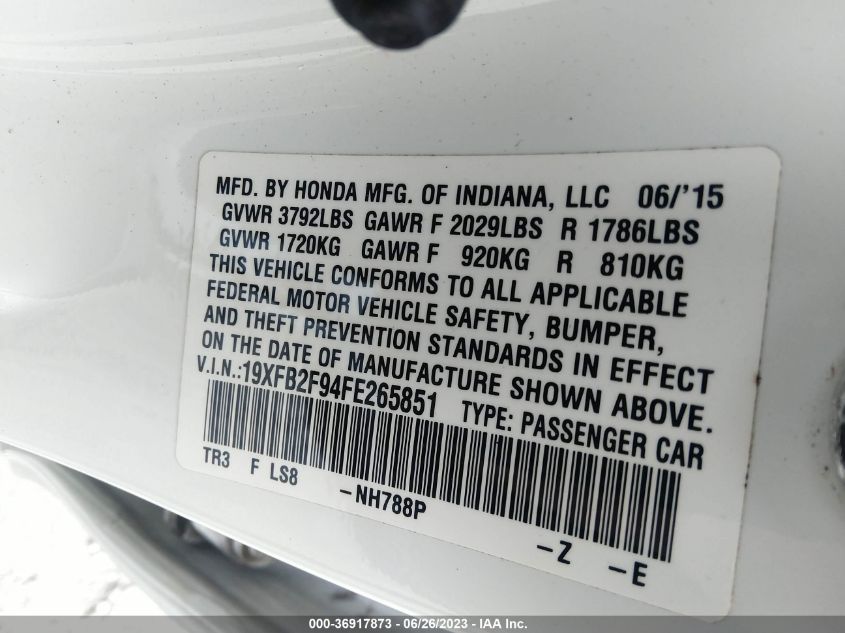 MFD. BY HONDA MFG. OF INDIANA, LLC 06/'15
GVWR 3792LBS GAWR F 2029LBS R 1786LBS
GVWR 1720KG GAWR F 920KG R 810KG
THIS VEHICLE CONFORMS TO ALL APPLICABLE
FEDERAL MOTOR VEHICLE SAFETY, BUMPER,
AND THEFT PREVENTION STANDARDS IN EFFECT
ON THE DATE OF MANUFACTURE SHOWN ABOVE.
V.I.N.:19XFB2F94FE265851 TYPE: PASSENGER CAR
TR3 F LS8 -NH788P -Z -E
000-36917873 - 06/26/2023 - IAA Inc.